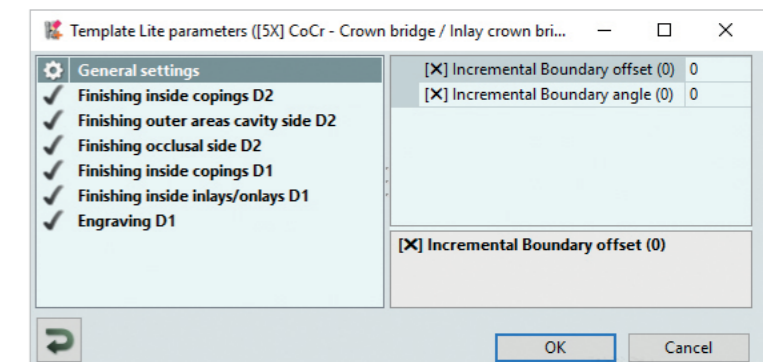 Template Lite parameters ([5X] CoCr - Crown bridge / Inlay crown bri...
General settings
Finishing inside copings D2
Finishing outer areas cavity side D2
Finishing occlusal side D2
Finishing inside copings D1
Finishing inside inlays/onlays D1
Engraving D1
[X] Incremental Boundary offset (0) 0
[X] Incremental Boundary angle (0) 0
[X] Incremental Boundary offset (0)
OK
Cancel